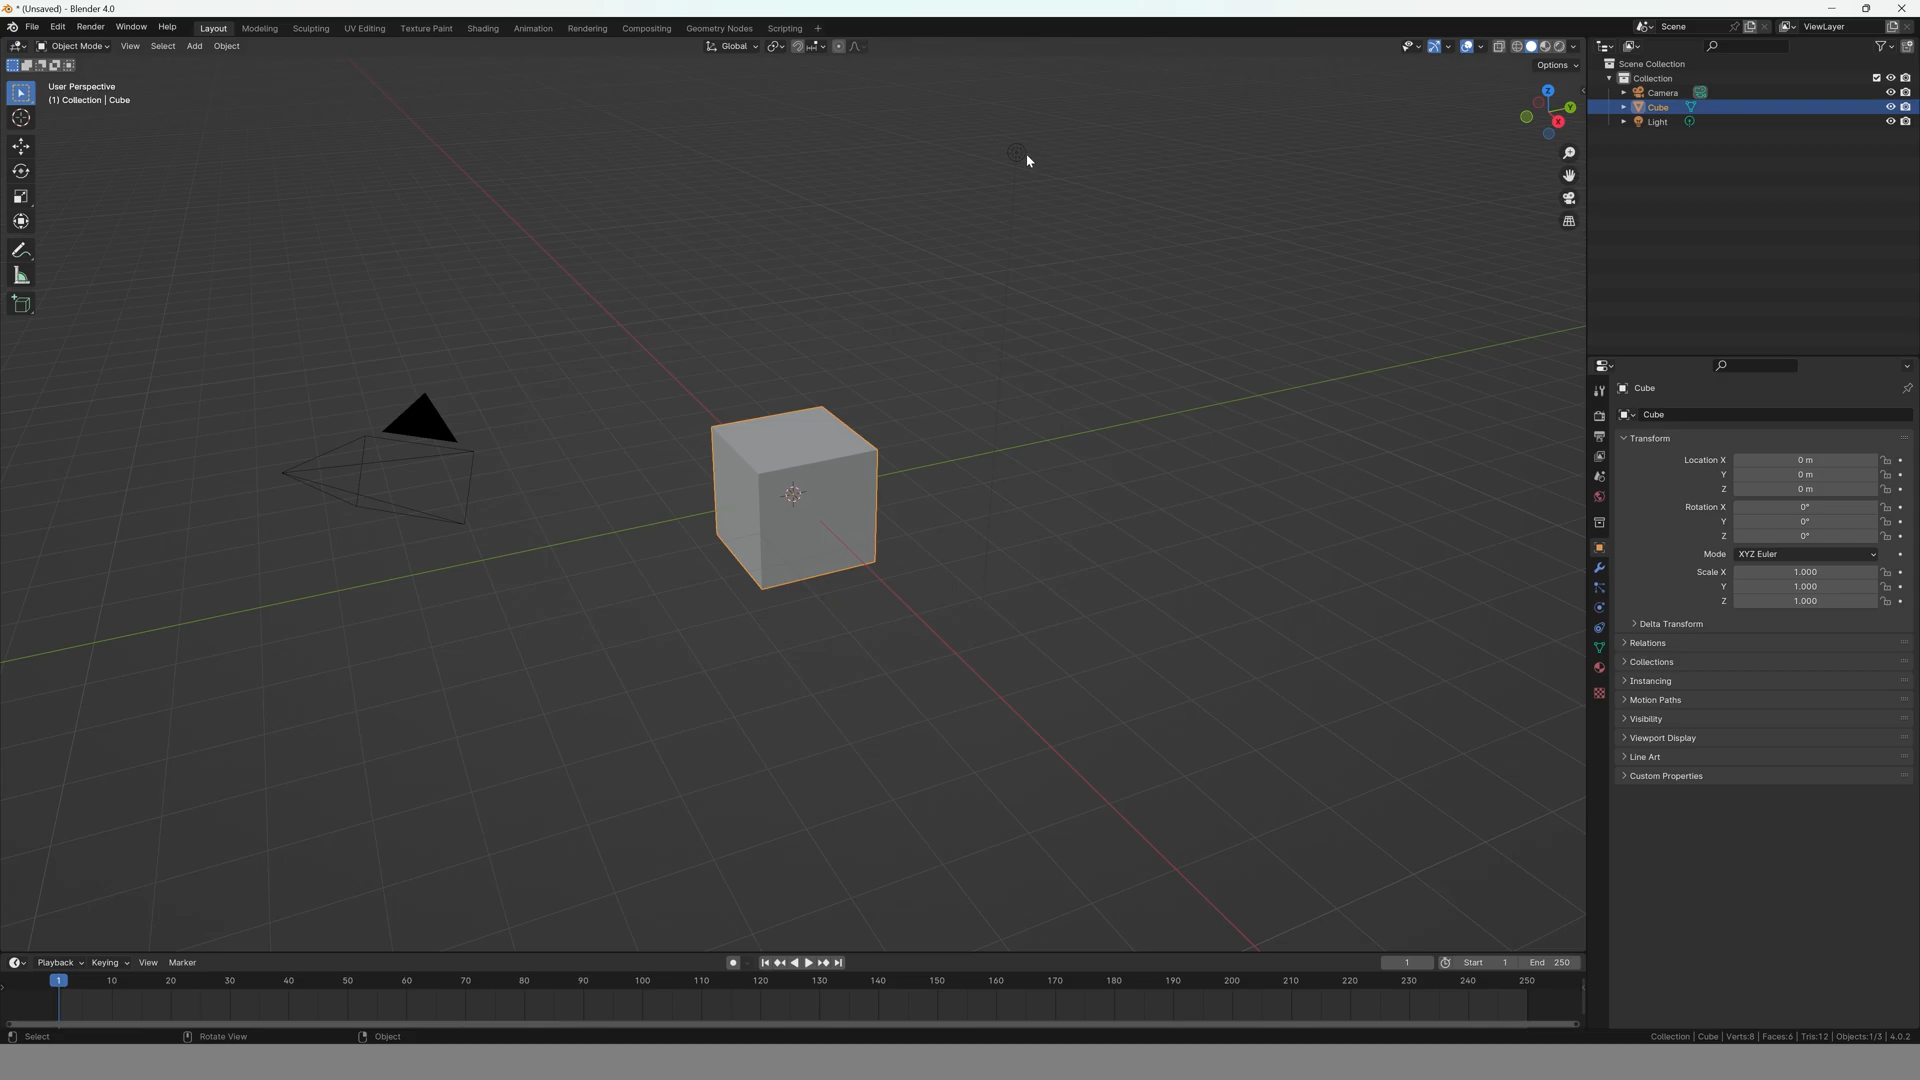 * (Unsaved) - Blender 4.0
File Edit Render Window Help Layout Modeling Sculpting UV Editing Texture Paint Shading Animation Rendering Compositing Geometry Nodes Scripting + Scene ViewLayer
Object Mode View Select Add Object Global
Options
User Perspective
(1) Collection | Cube
Z
Y
X
Scene Collection
Collection
Camera
Cube
Light
Cube
Cube
Transform
Location X 0 m
Y 0 m
Z 0 m
Rotation X 0°
Y 0°
Z 0°
Mode XYZ Euler
Scale X 1.000
Y 1.000
Z 1.000
Delta Transform
Relations
Collections
Instancing
Motion Paths
Visibility
Viewport Display
Line Art
Custom Properties
Playback Keying View Marker 1 Start 1 End 250
1 10 20 30 40 50 60 70 80 90 100 110 120 130 140 150 160 170 180 190 200 210 220 230 240 250
Select Rotate View Object Collection | Cube | Verts:8 | Faces:6 | Tris:12 | Objects:1/3 | 4.0.2